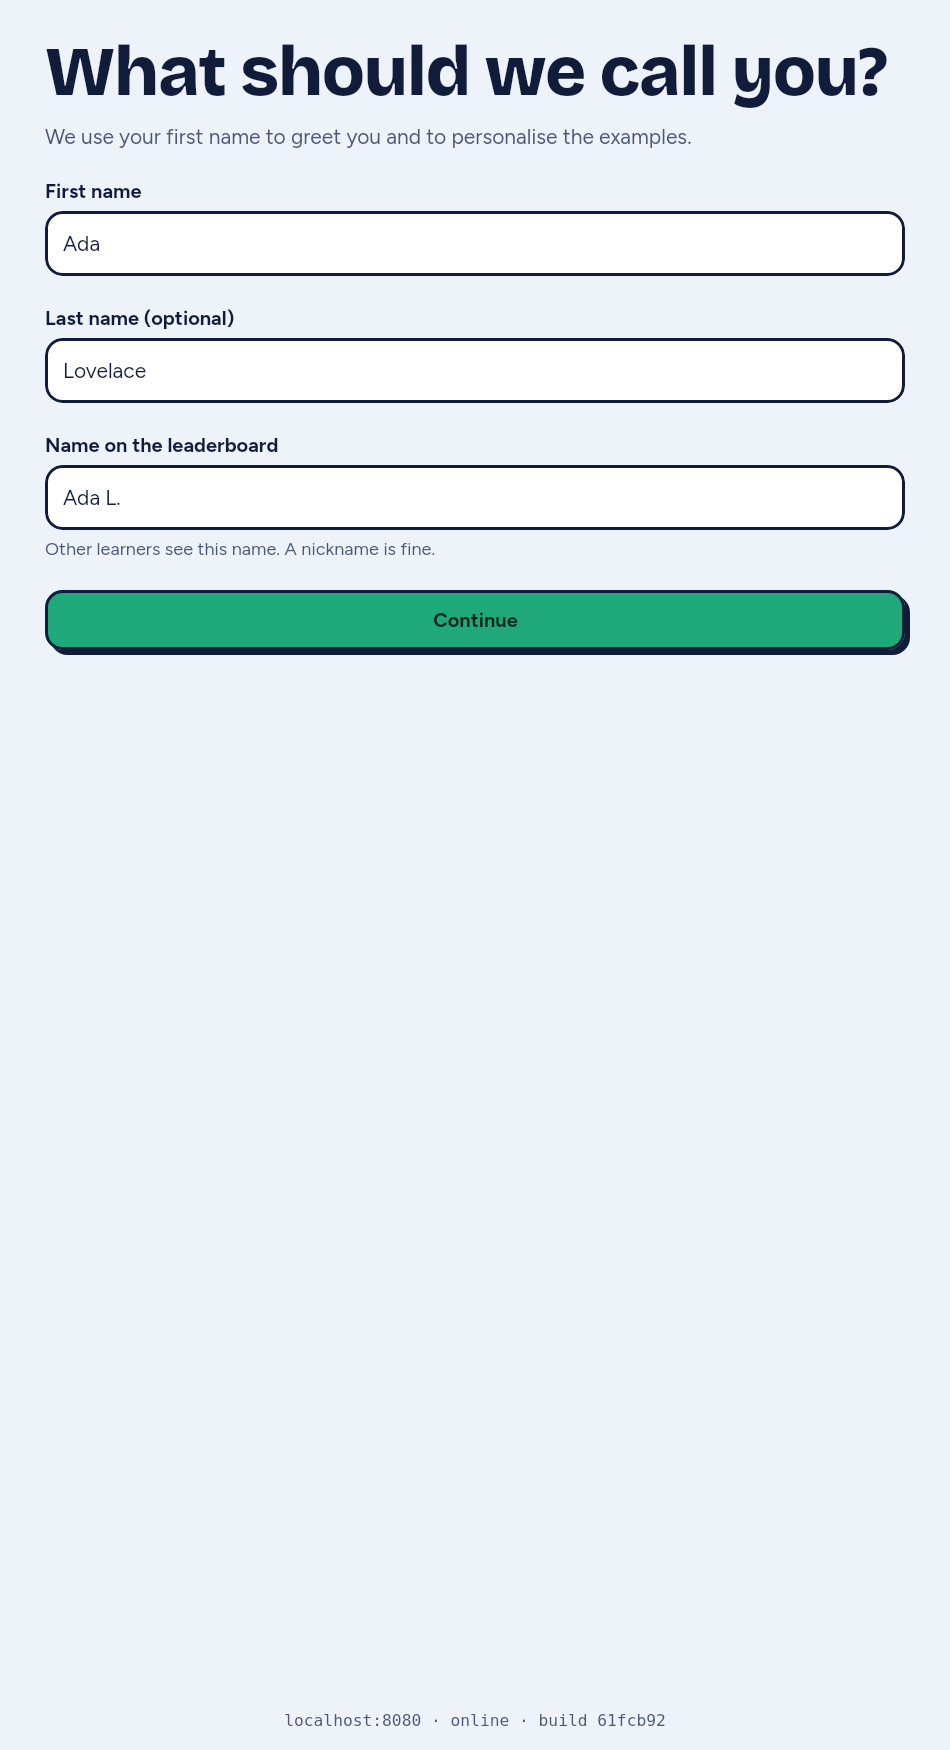 What should we call you?
We use your first name to greet you and to personalise the examples.
First name
Ada
Last name (optional)
Lovelace
Name on the leaderboard
Ada L.
Other learners see this name. A nickname is fine.
Continue
localhost:8080 · online · build 61fcb92